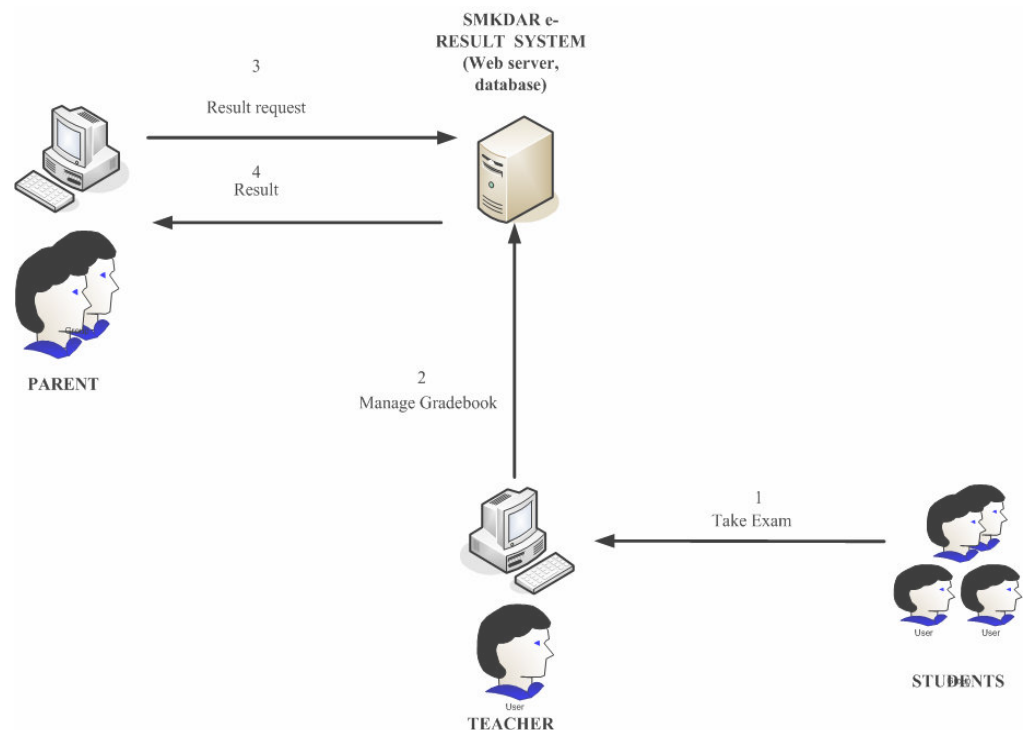 SMKDAR e-
RESULT SYSTEM
(Web server,
database)
3
Result request
4
Result
PARENT
2
Manage Gradebook
1
Take Exam
User
User
User
STUDENTS
TEACHER